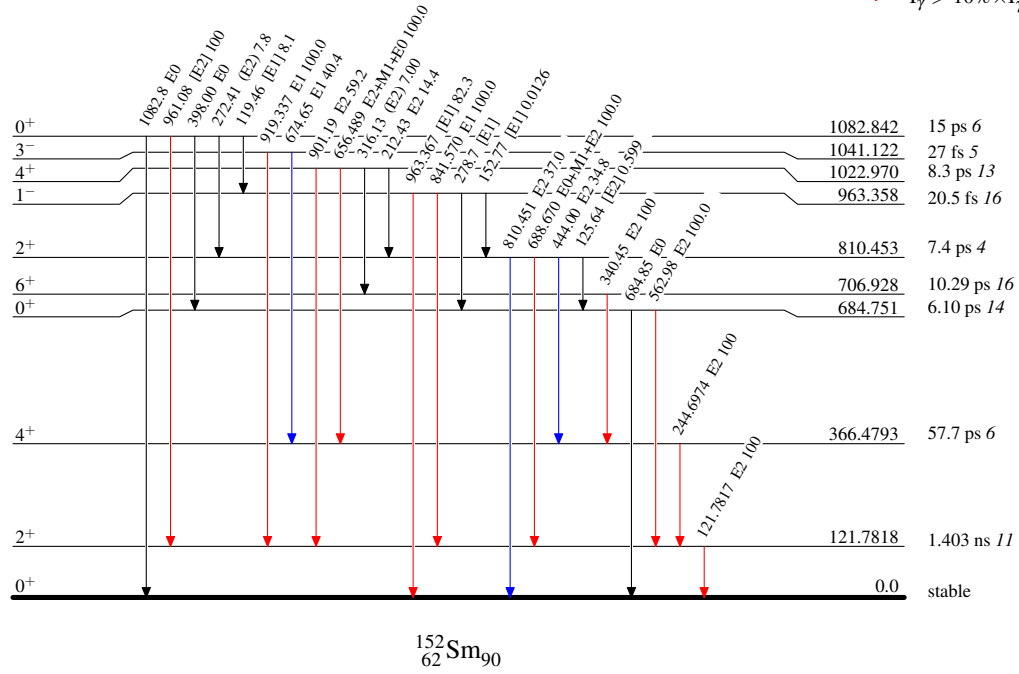 1082.8 E0
961.08 [E2] 100
398.00 E0
272.41 (E2) 7.8
119.46 [E1] 8.1
919.337 E1 100.0
674.65 E1 40.4
901.19 E2 59.2
656.489 E2+M1+E0 100.0
316.13 (E2) 7.00
212.43 E2 14.4
963.367 [E1] 82.3
841.570 E1 100.0
278.7 [E1]
152.77 [E1] 0.0126
810.451 E2 37.0
688.670 E0+M1+E2 100.0
444.00 E2 34.8
125.64 [E2] 0.599
340.45 E2 100
684.85 E0
562.98 E2 100.0
244.6974 E2 100
121.7817 E2 100
0⁺ 1082.842 15 ps 6
3⁻ 1041.122 27 fs 5
4⁺ 1022.970 8.3 ps 13
1⁻ 963.358 20.5 fs 16
2⁺ 810.453 7.4 ps 4
6⁺ 706.928 10.29 ps 16
0⁺ 684.751 6.10 ps 14
4⁺ 366.4793 57.7 ps 6
2⁺ 121.7818 1.403 ns 11
0⁺ 0.0 stable
¹⁵²₆₂Sm₉₀